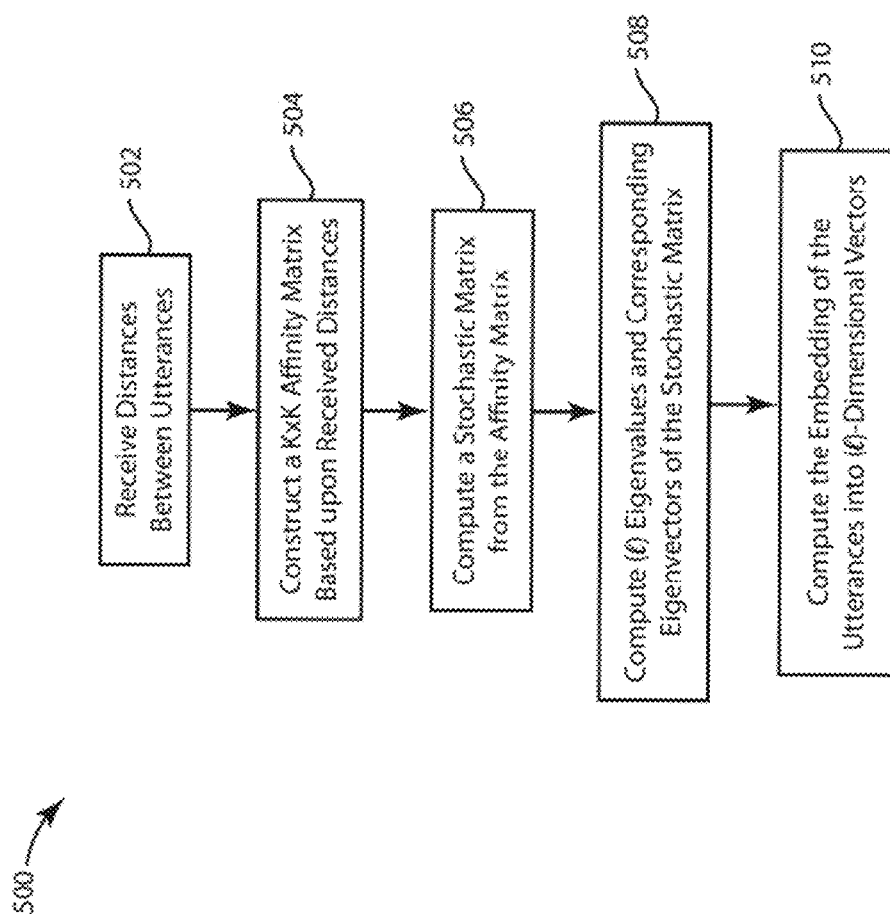 500
Receive Distances
Between Utterances
502
Construct a KxK Affinity Matrix
Based upon Received Distances
504
Compute a Stochastic Matrix
from the Affinity Matrix
506
Compute (ℓ) Eigenvalues and Corresponding
Eigenvectors of the Stochastic Matrix
508
Compute the Embedding of the
Utterances into (ℓ)-Dimensional Vectors
510